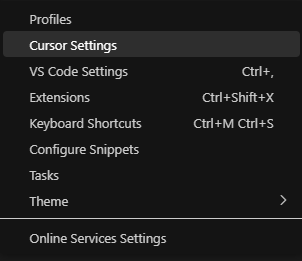 Profiles
Cursor Settings
VS Code Settings Ctrl+,
Extensions Ctrl+Shift+X
Keyboard Shortcuts Ctrl+M Ctrl+S
Configure Snippets
Tasks
Theme
Online Services Settings